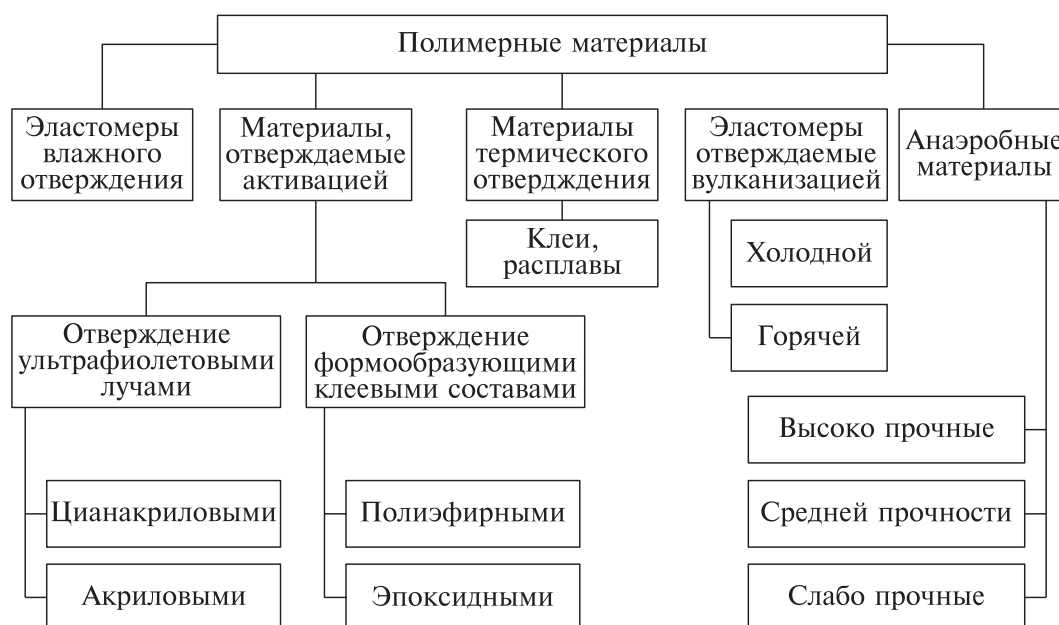 Полимерные материалы
Эластомеры
влажного
отверждения
Материалы,
отверждаемые
активацией
Материалы
термического
отвердждения
Эластомеры
отверждаемые
вулканизацией
Анаэробные
материалы
Клеи,
расплавы
Холодной
Горячей
Отверждение
ультрафиолетовыми
лучами
Отверждение
формообразующими
клеевыми составами
Высоко прочные
Цианакриловыми
Полиэфирными
Средней прочности
Акриловыми
Эпоксидными
Слабо прочные